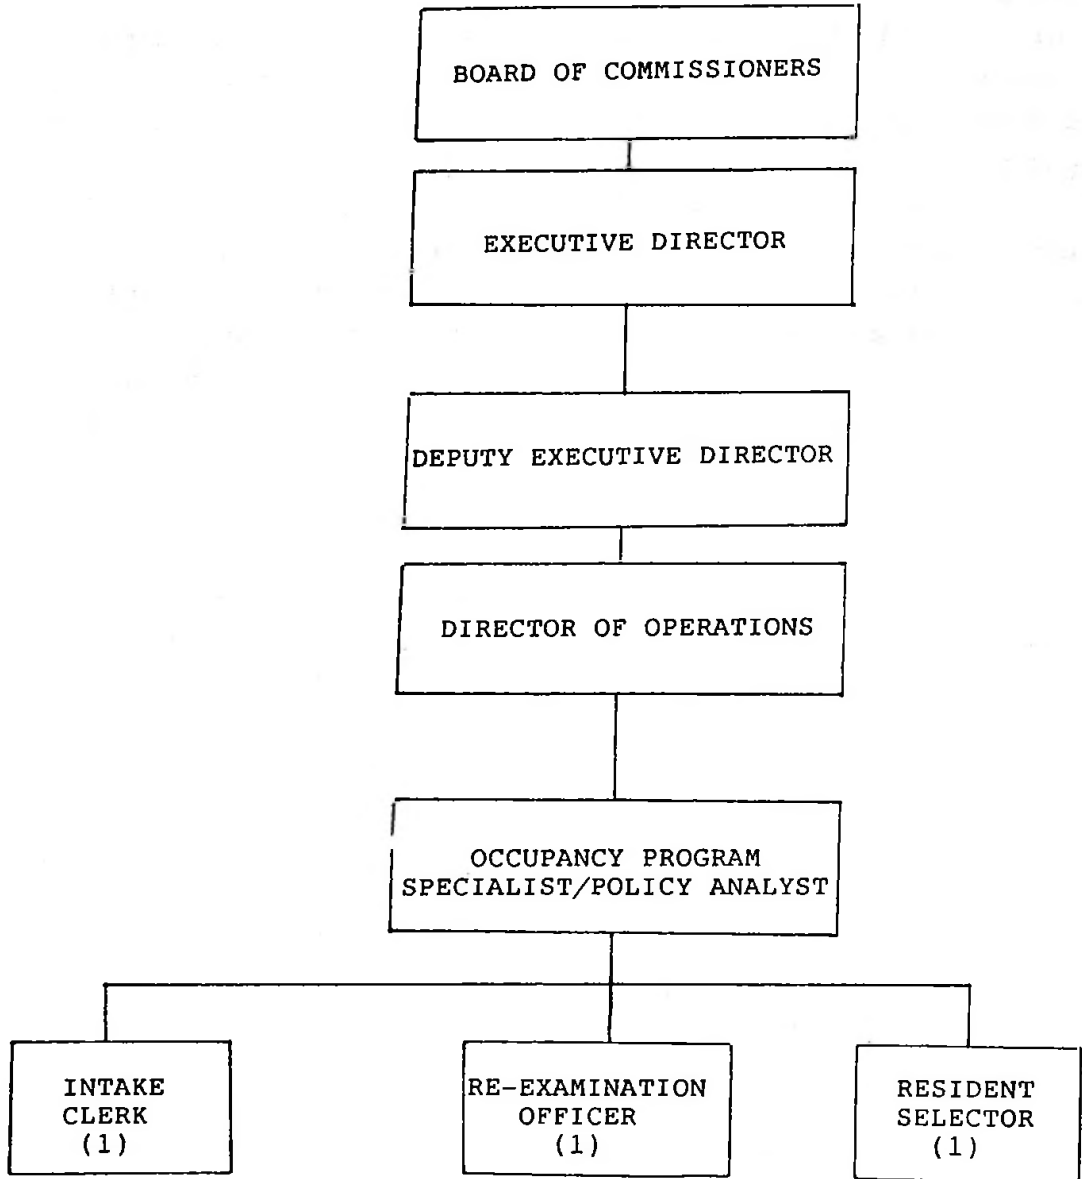 BOARD OF COMMISSIONERS
EXECUTIVE DIRECTOR
DEPUTY EXECUTIVE DIRECTOR
DIRECTOR OF OPERATIONS
OCCUPANCY PROGRAM
SPECIALIST/POLICY ANALYST
INTAKE
CLERK
(1)
RE-EXAMINATION
OFFICER
(1)
RESIDENT
SELECTOR
(1)